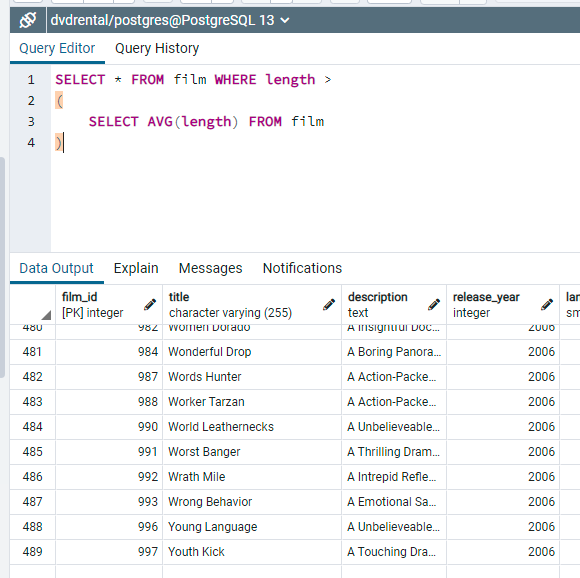 dvdrental/postgres@PostgreSQL 13
Query Editor Query History
1 SELECT * FROM film WHERE length >
2 (
3 SELECT AVG(length) FROM film
4 )
Data Output Explain Messages Notifications
film_id title description release_year lan
[PK] integer character varying (255) text integer sm
480 982 Women Dorado A Insightful Doc... 2006
481 984 Wonderful Drop A Boring Panora... 2006
482 987 Words Hunter A Action-Packe... 2006
483 988 Worker Tarzan A Action-Packe... 2006
484 990 World Leathernecks A Unbelieveable... 2006
485 991 Worst Banger A Thrilling Dram... 2006
486 992 Wrath Mile A Intrepid Refle... 2006
487 993 Wrong Behavior A Emotional Sa... 2006
488 996 Young Language A Unbelieveable... 2006
489 997 Youth Kick A Touching Dra... 2006